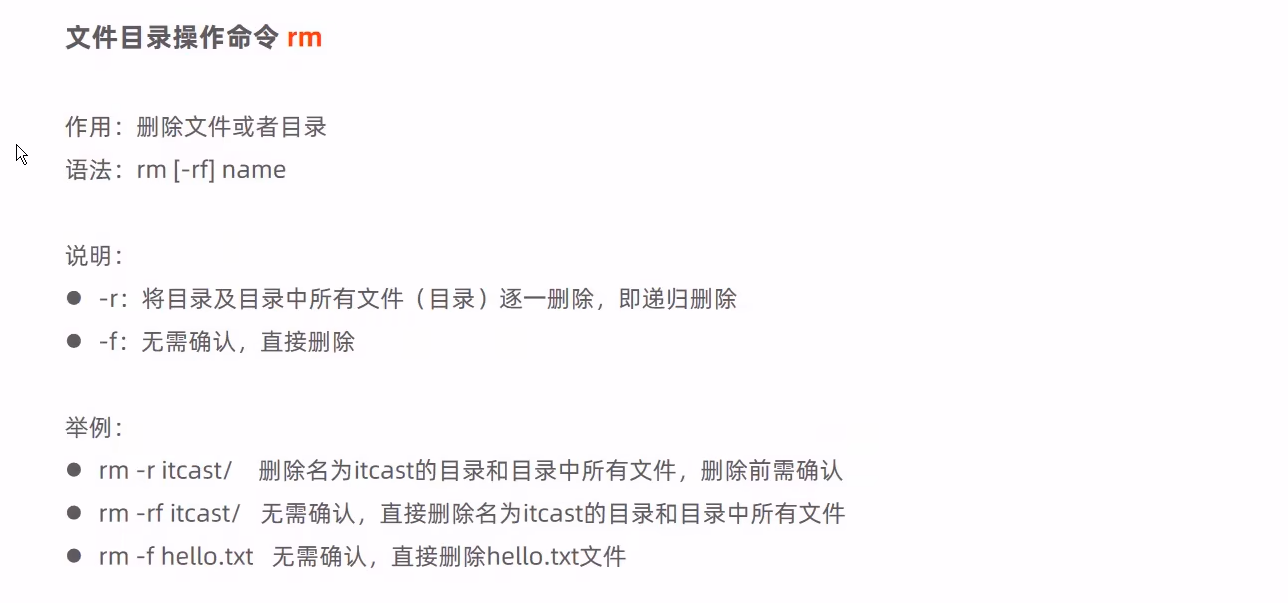 文件目录操作命令 rm
作用：删除文件或者目录
语法：rm [-rf] name
说明：
● -r：将目录及目录中所有文件（目录）逐一删除，即递归删除
● -f：无需确认，直接删除
举例：
● rm -r itcast/ 删除名为itcast的目录和目录中所有文件，删除前需确认
● rm -rf itcast/ 无需确认，直接删除名为itcast的目录和目录中所有文件
● rm -f hello.txt 无需确认，直接删除hello.txt文件